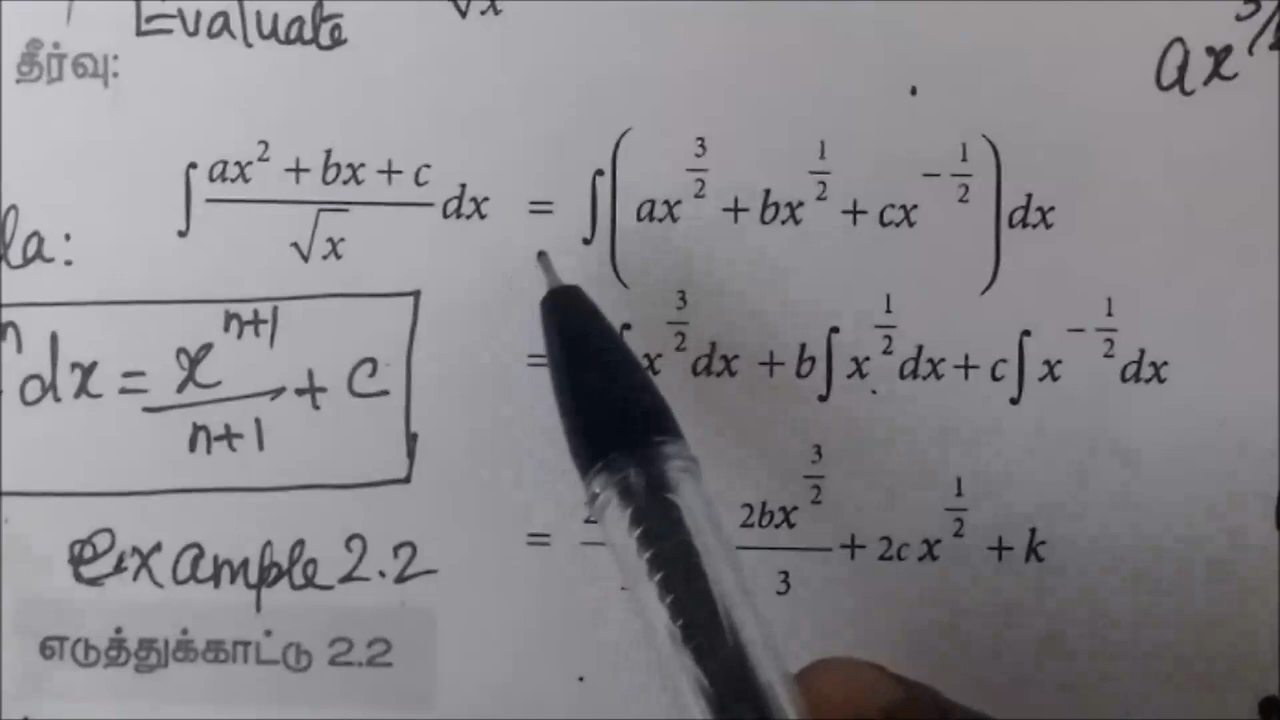 Evaluate √x
தீர்வு: ax^3/
∫ (ax² + bx + c)/√x dx = ∫ (ax^(3/2) + bx^(1/2) + cx^(-1/2)) dx
la:
= x^(3/2) dx + b∫ x^(1/2) dx + c∫ x^(-1/2) dx
n dx = x^(n+1)/(n+1) + c
= 2bx^(3/2)/3 + 2cx^(1/2) + k
example 2.2
எடுத்துக்காட்டு 2.2